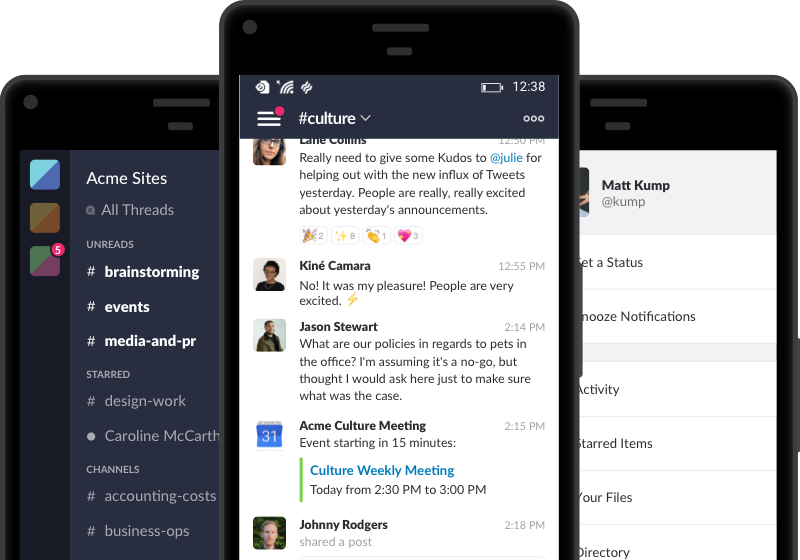 Acme Sites
All Threads
5
UNREADS
# brainstorming
# events
# media-and-pr
STARRED
# design-work
Caroline McCarth
CHANNELS
# accounting-costs
# business-ops
12:38
#culture
Lane Collins 12:50 PM
Really need to give some Kudos to @julie for
helping out with the new influx of Tweets
yesterday. People are really, really excited
about yesterday's announcements.
2 8 1 3
Kiné Camara 12:55 PM
No! It was my pleasure! People are very
excited.
Jason Stewart 2:14 PM
What are our policies in regards to pets in
the office? I'm assuming it's a no-go, but
thought I would ask here just to make sure
what was the case.
31
Acme Culture Meeting 2:15 PM
Event starting in 15 minutes:
Culture Weekly Meeting
Today from 2:30 PM to 3:00 PM
Johnny Rodgers 2:18 PM
shared a post
Matt Kump
@kump
Set a Status
nooze Notifications
Activity
Starred Items
Your Files
Directory